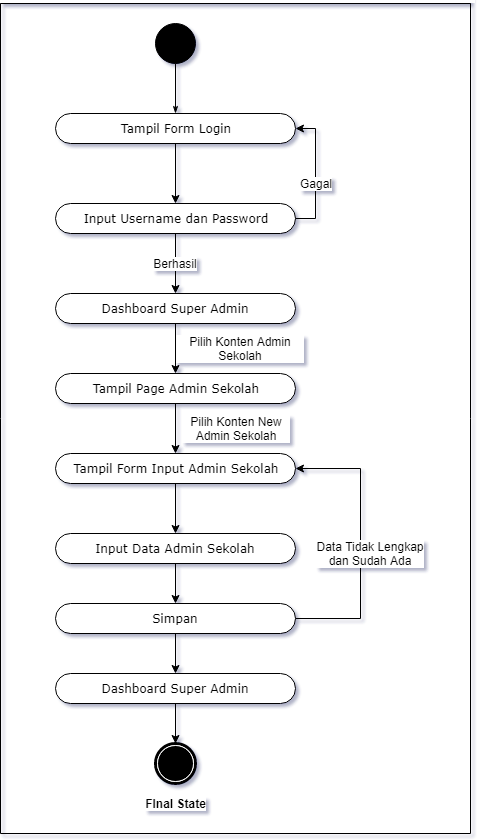 Tampil Form Login
Gagal
Input Username dan Password
Berhasil
Dashboard Super Admin
Pilih Konten Admin
Sekolah
Tampil Page Admin Sekolah
Pilih Konten New
Admin Sekolah
Tampil Form Input Admin Sekolah
Input Data Admin Sekolah
Data Tidak Lengkap
dan Sudah Ada
Simpan
Dashboard Super Admin
FInal State